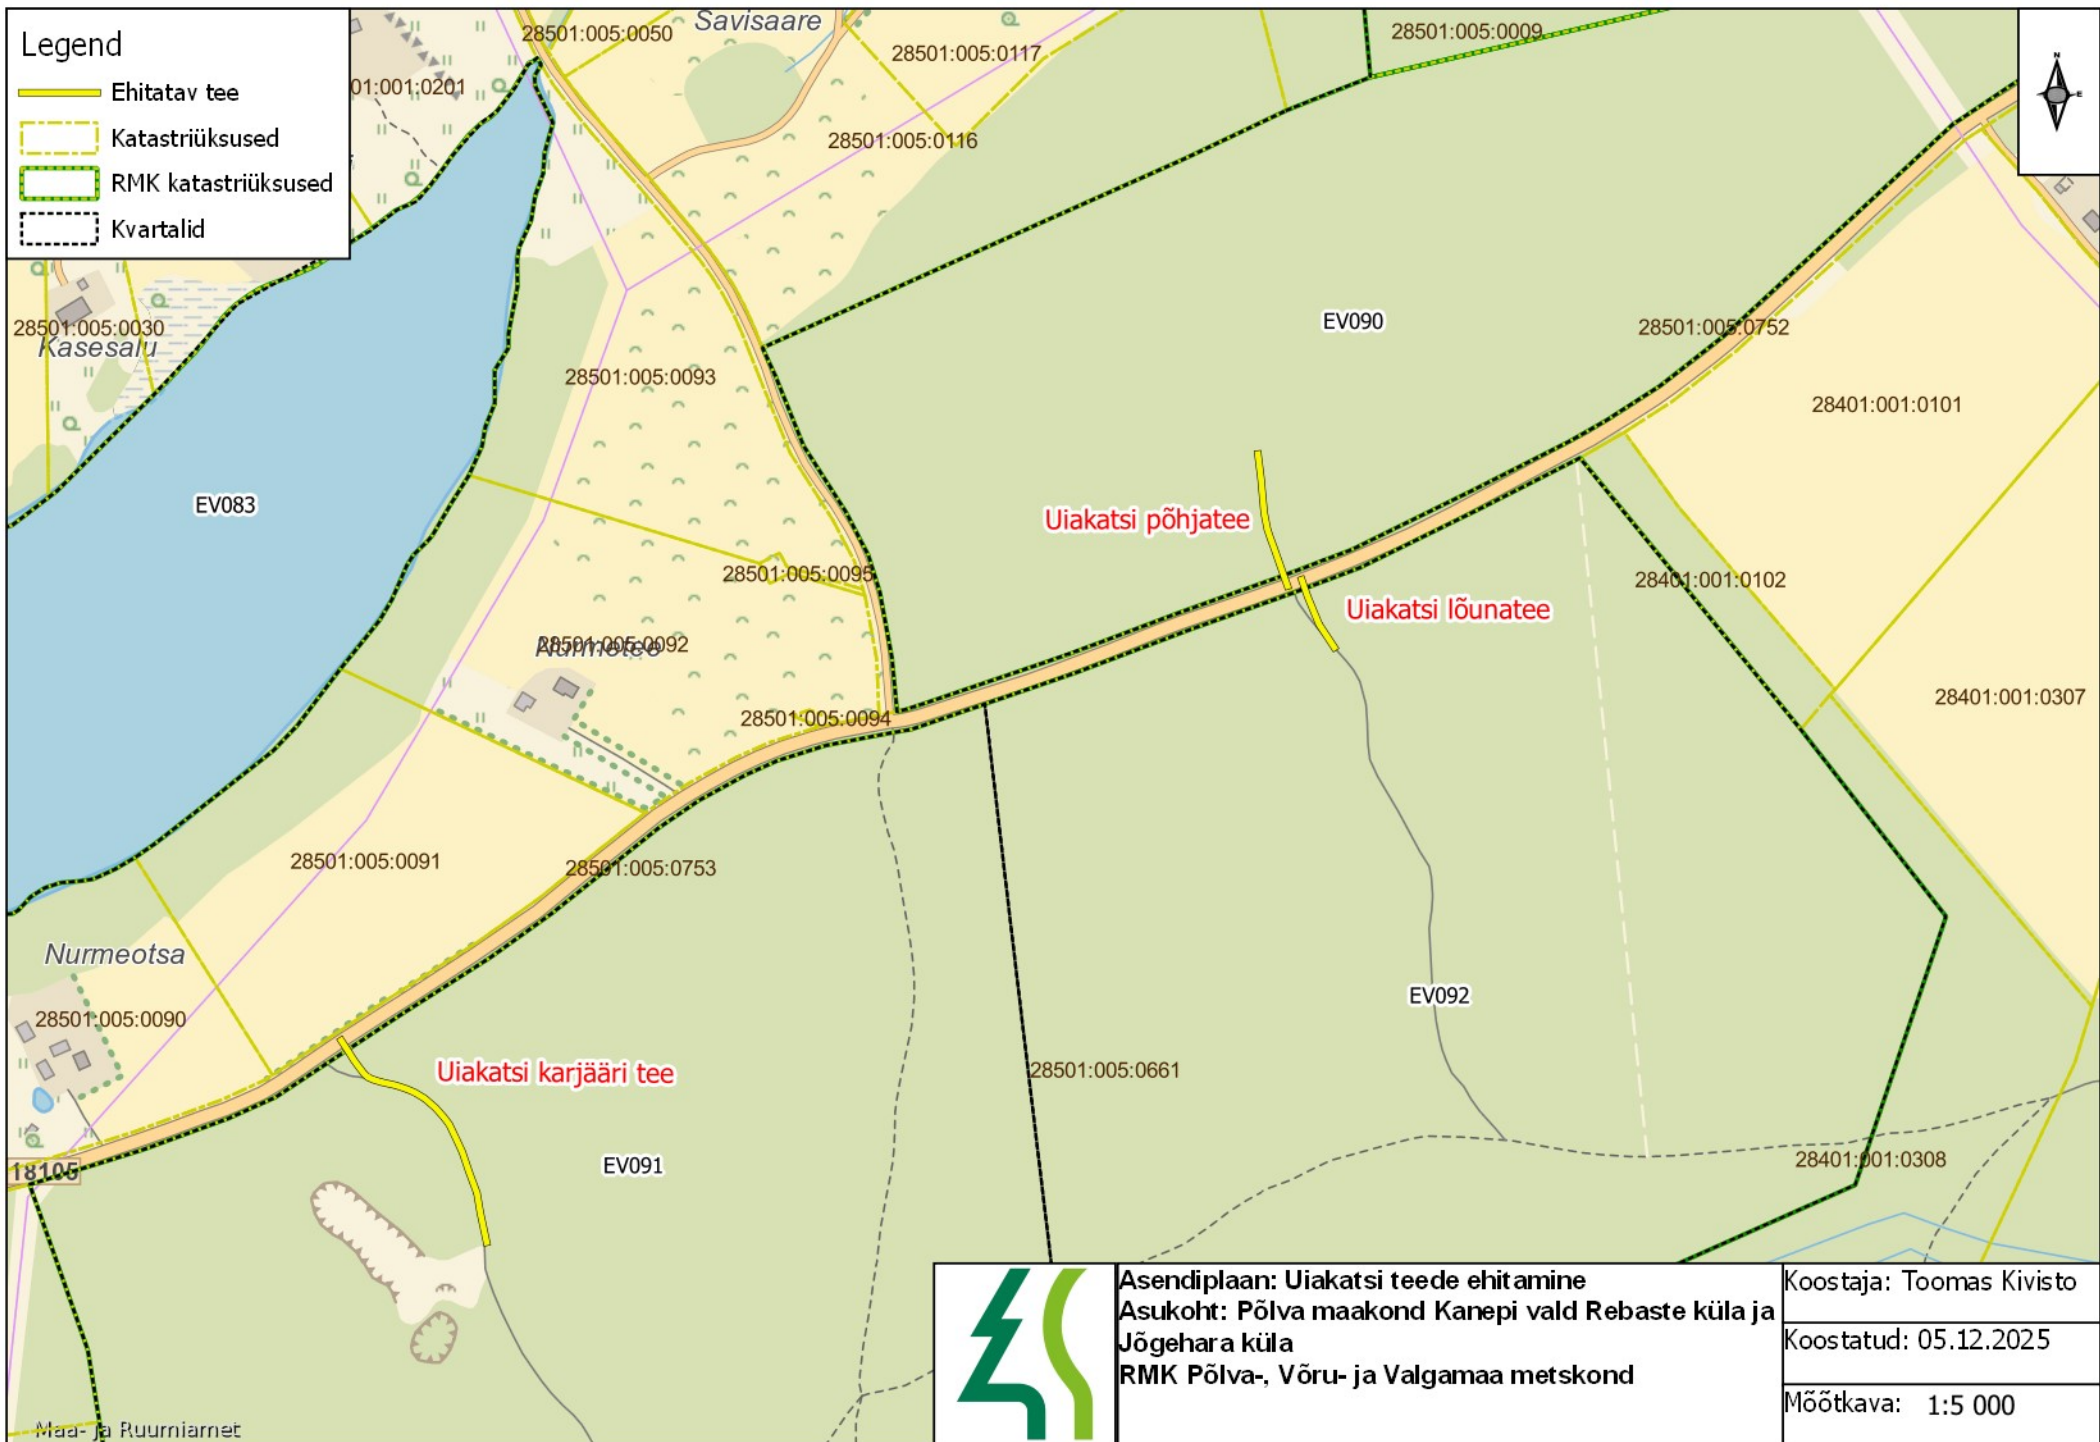 Legend
Ehitatav tee
Katastriüksused
RMK katastriüksused
Kvartalid
28501:005:0050
Savisaare
28501:005:0117
28501:005:0009
N
E
01:001:0201
28501:005:0116
28501:005:0030
Kasesalu
EV090
28501:005:0752
28501:005:0093
28401:001:0101
EV083
Uiakatsi põhjatee
28501:005:0095
28401:001:0102
Uiakatsi lõunatee
28501:005:0092
Nurmetee
28401:001:0307
28501:005:0094
28501:005:0091
28501:005:0753
Nurmeotsa
EV092
28501:005:0090
Uiakatsi karjääri tee
28501:005:0661
EV091
28401:001:0308
18105
Asendiplaan: Uiakatsi teede ehitamine
Asukoht: Põlva maakond Kanepi vald Rebaste küla ja
Jõgehara küla
RMK Põlva-, Võru- ja Valgamaa metskond
Koostaja: Toomas Kivisto
Koostatud: 05.12.2025
Mõõtkava: 1:5 000
Maa- ja Ruumiamet